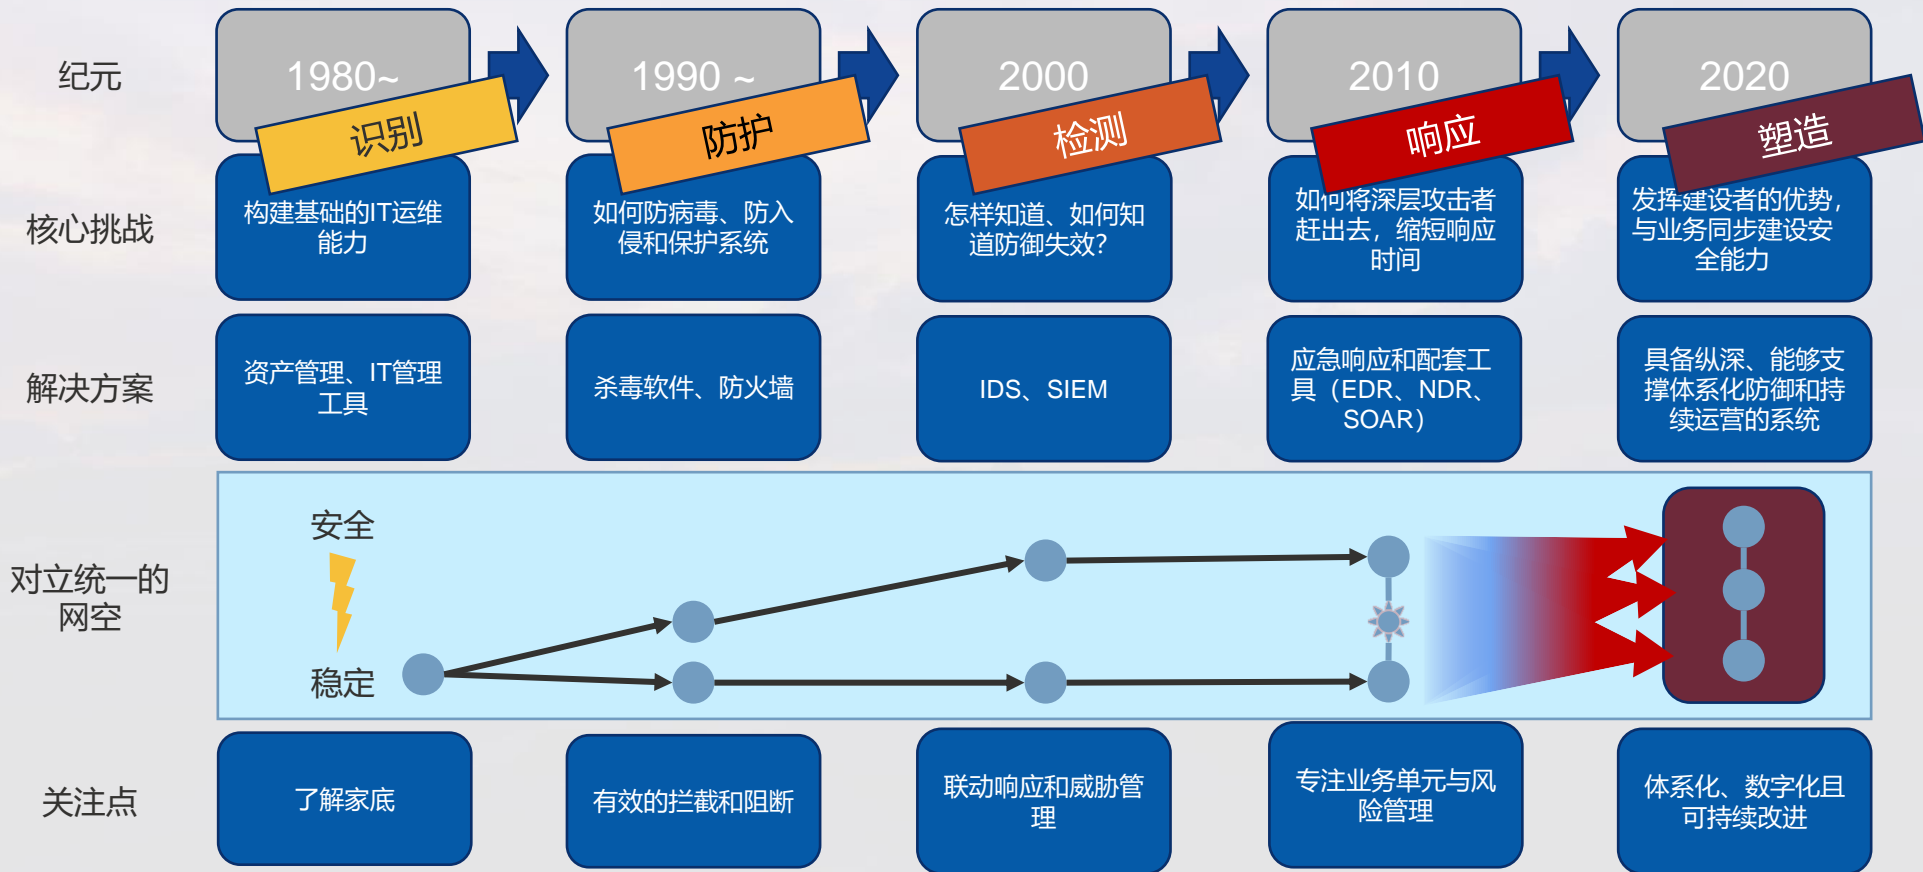 纪元
1980~
1990 ~
2000
2010
2020
识别
防护
检测
响应
塑造
核心挑战
构建基础的IT运维
能力
如何防病毒、防入
侵和保护系统
怎样知道、如何知
道防御失效？
如何将深层攻击者
赶出去，缩短响应
时间
发挥建设者的优势，
与业务同步建设安
全能力
解决方案
资产管理、IT管理
工具
杀毒软件、防火墙
IDS、SIEM
应急响应和配套工
具（EDR、NDR、
SOAR）
具备纵深、能够支
撑体系化防御和持
续运营的系统
对立统一的
网空
安全
稳定
关注点
了解家底
有效的拦截和阻断
联动响应和威胁管
理
专注业务单元与风
险管理
体系化、数字化且
可持续改进